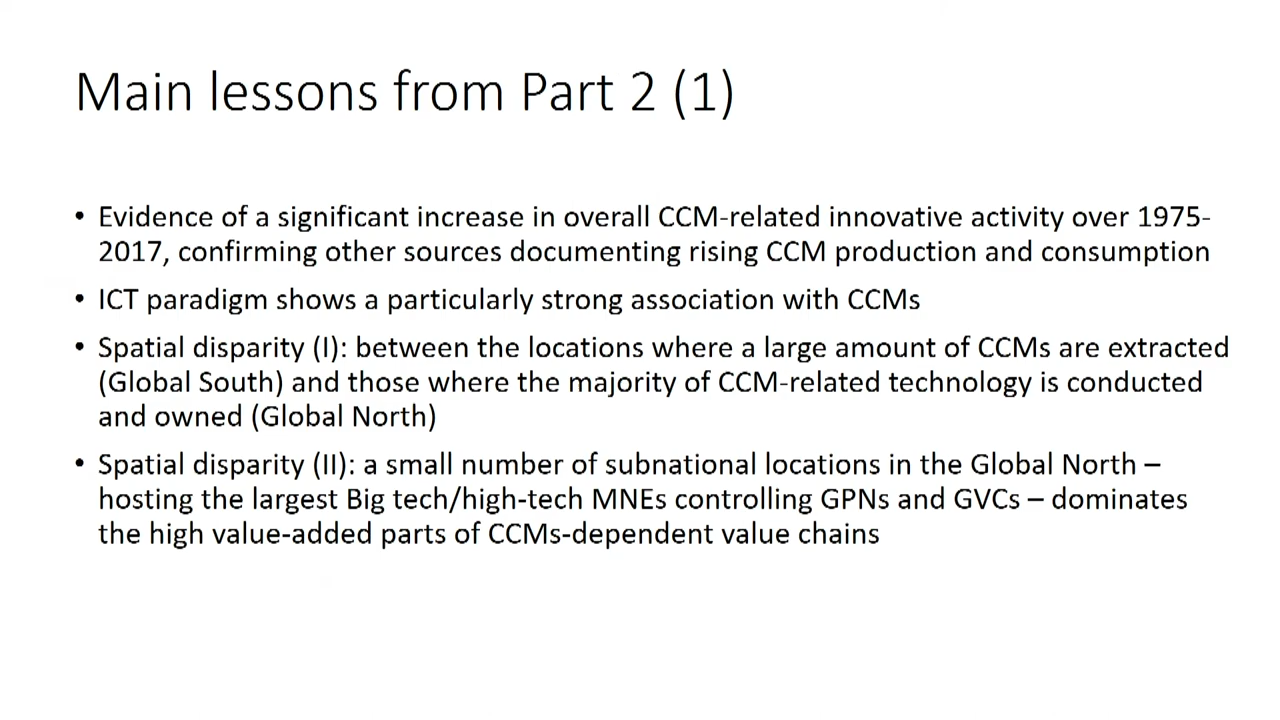 Main lessons from Part 2 (1)
• Evidence of a significant increase in overall CCM-related innovative activity over 1975-
2017, confirming other sources documenting rising CCM production and consumption
• ICT paradigm shows a particularly strong association with CCMs
• Spatial disparity (I): between the locations where a large amount of CCMs are extracted
(Global South) and those where the majority of CCM-related technology is conducted
and owned (Global North)
• Spatial disparity (II): a small number of subnational locations in the Global North –
hosting the largest Big tech/high-tech MNEs controlling GPNs and GVCs – dominates
the high value-added parts of CCMs-dependent value chains